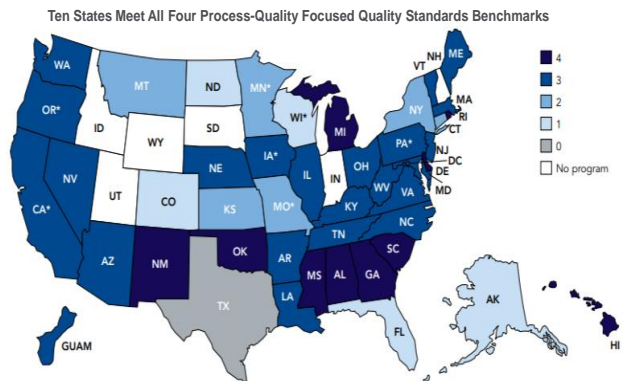 Ten States Meet All Four Process-Quality Focused Quality Standards Benchmarks
WA
MT
ND
MN*
VT
NH
ME
OR*
ID
SD
WI*
MI
NY
MA
RI
CT
WY
NE
IA*
PA*
NJ
DC
DE
MD
NV
UT
CO
KS
MO*
IL
IN
OH
WV
VA
KY
CA*
AZ
NM
OK
AR
TN
NC
SC
MS
AL
GA
TX
LA
FL
AK
HI
GUAM
4
3
2
1
0
No program